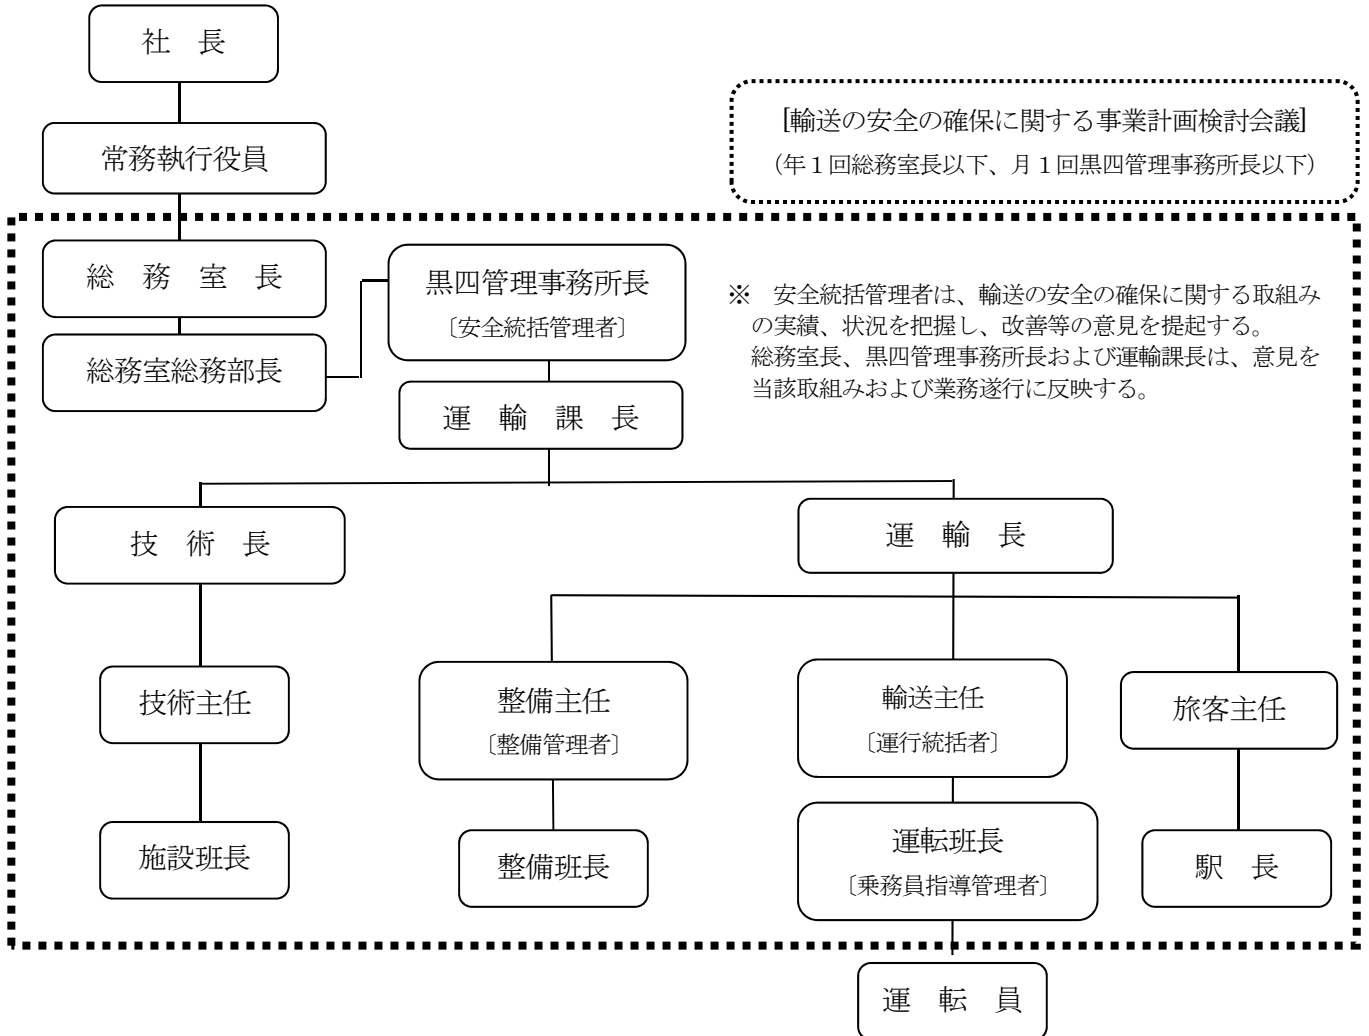 社　長
常務執行役員
[輸送の安全の確保に関する事業計画検討会議]
（年１回総務室長以下、月１回黒四管理事務所長以下）
総　務　室　長
総務室総務部長
黒四管理事務所長
〔安全統括管理者〕
※　安全統括管理者は、輸送の安全の確保に関する取組み
の実績、状況を把握し、改善等の意見を提起する。
総務室長、黒四管理事務所長および運輸課長は、意見を
当該取組みおよび業務遂行に反映する。
運　輸　課　長
技　術　長
運　輸　長
技術主任
整備主任
〔整備管理者〕
輸送主任
〔運行統括者〕
旅客主任
施設班長
整備班長
運転班長
〔乗務員指導管理者〕
駅　長
運　転　員